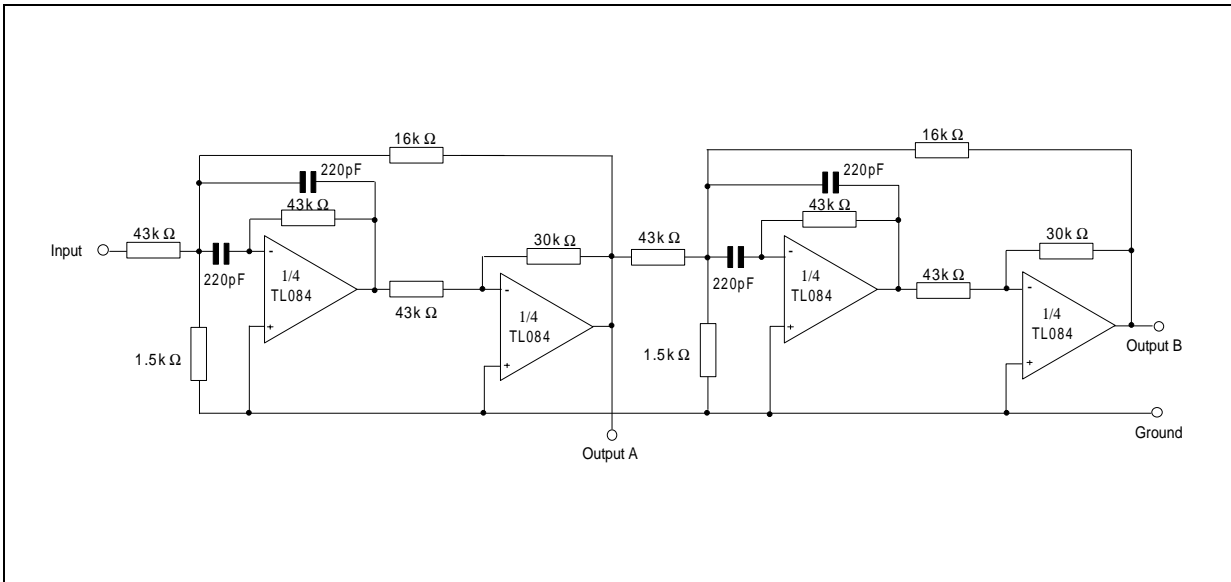 16k Ω
220pF
43k Ω
43k Ω
Input
220pF
-
1/4
TL084
+
43k Ω
30k Ω
-
1/4
TL084
+
1.5k Ω
Output A
16k Ω
220pF
43k Ω
43k Ω
220pF
-
1/4
TL084
+
43k Ω
30k Ω
-
1/4
TL084
+
1.5k Ω
Output B
Ground